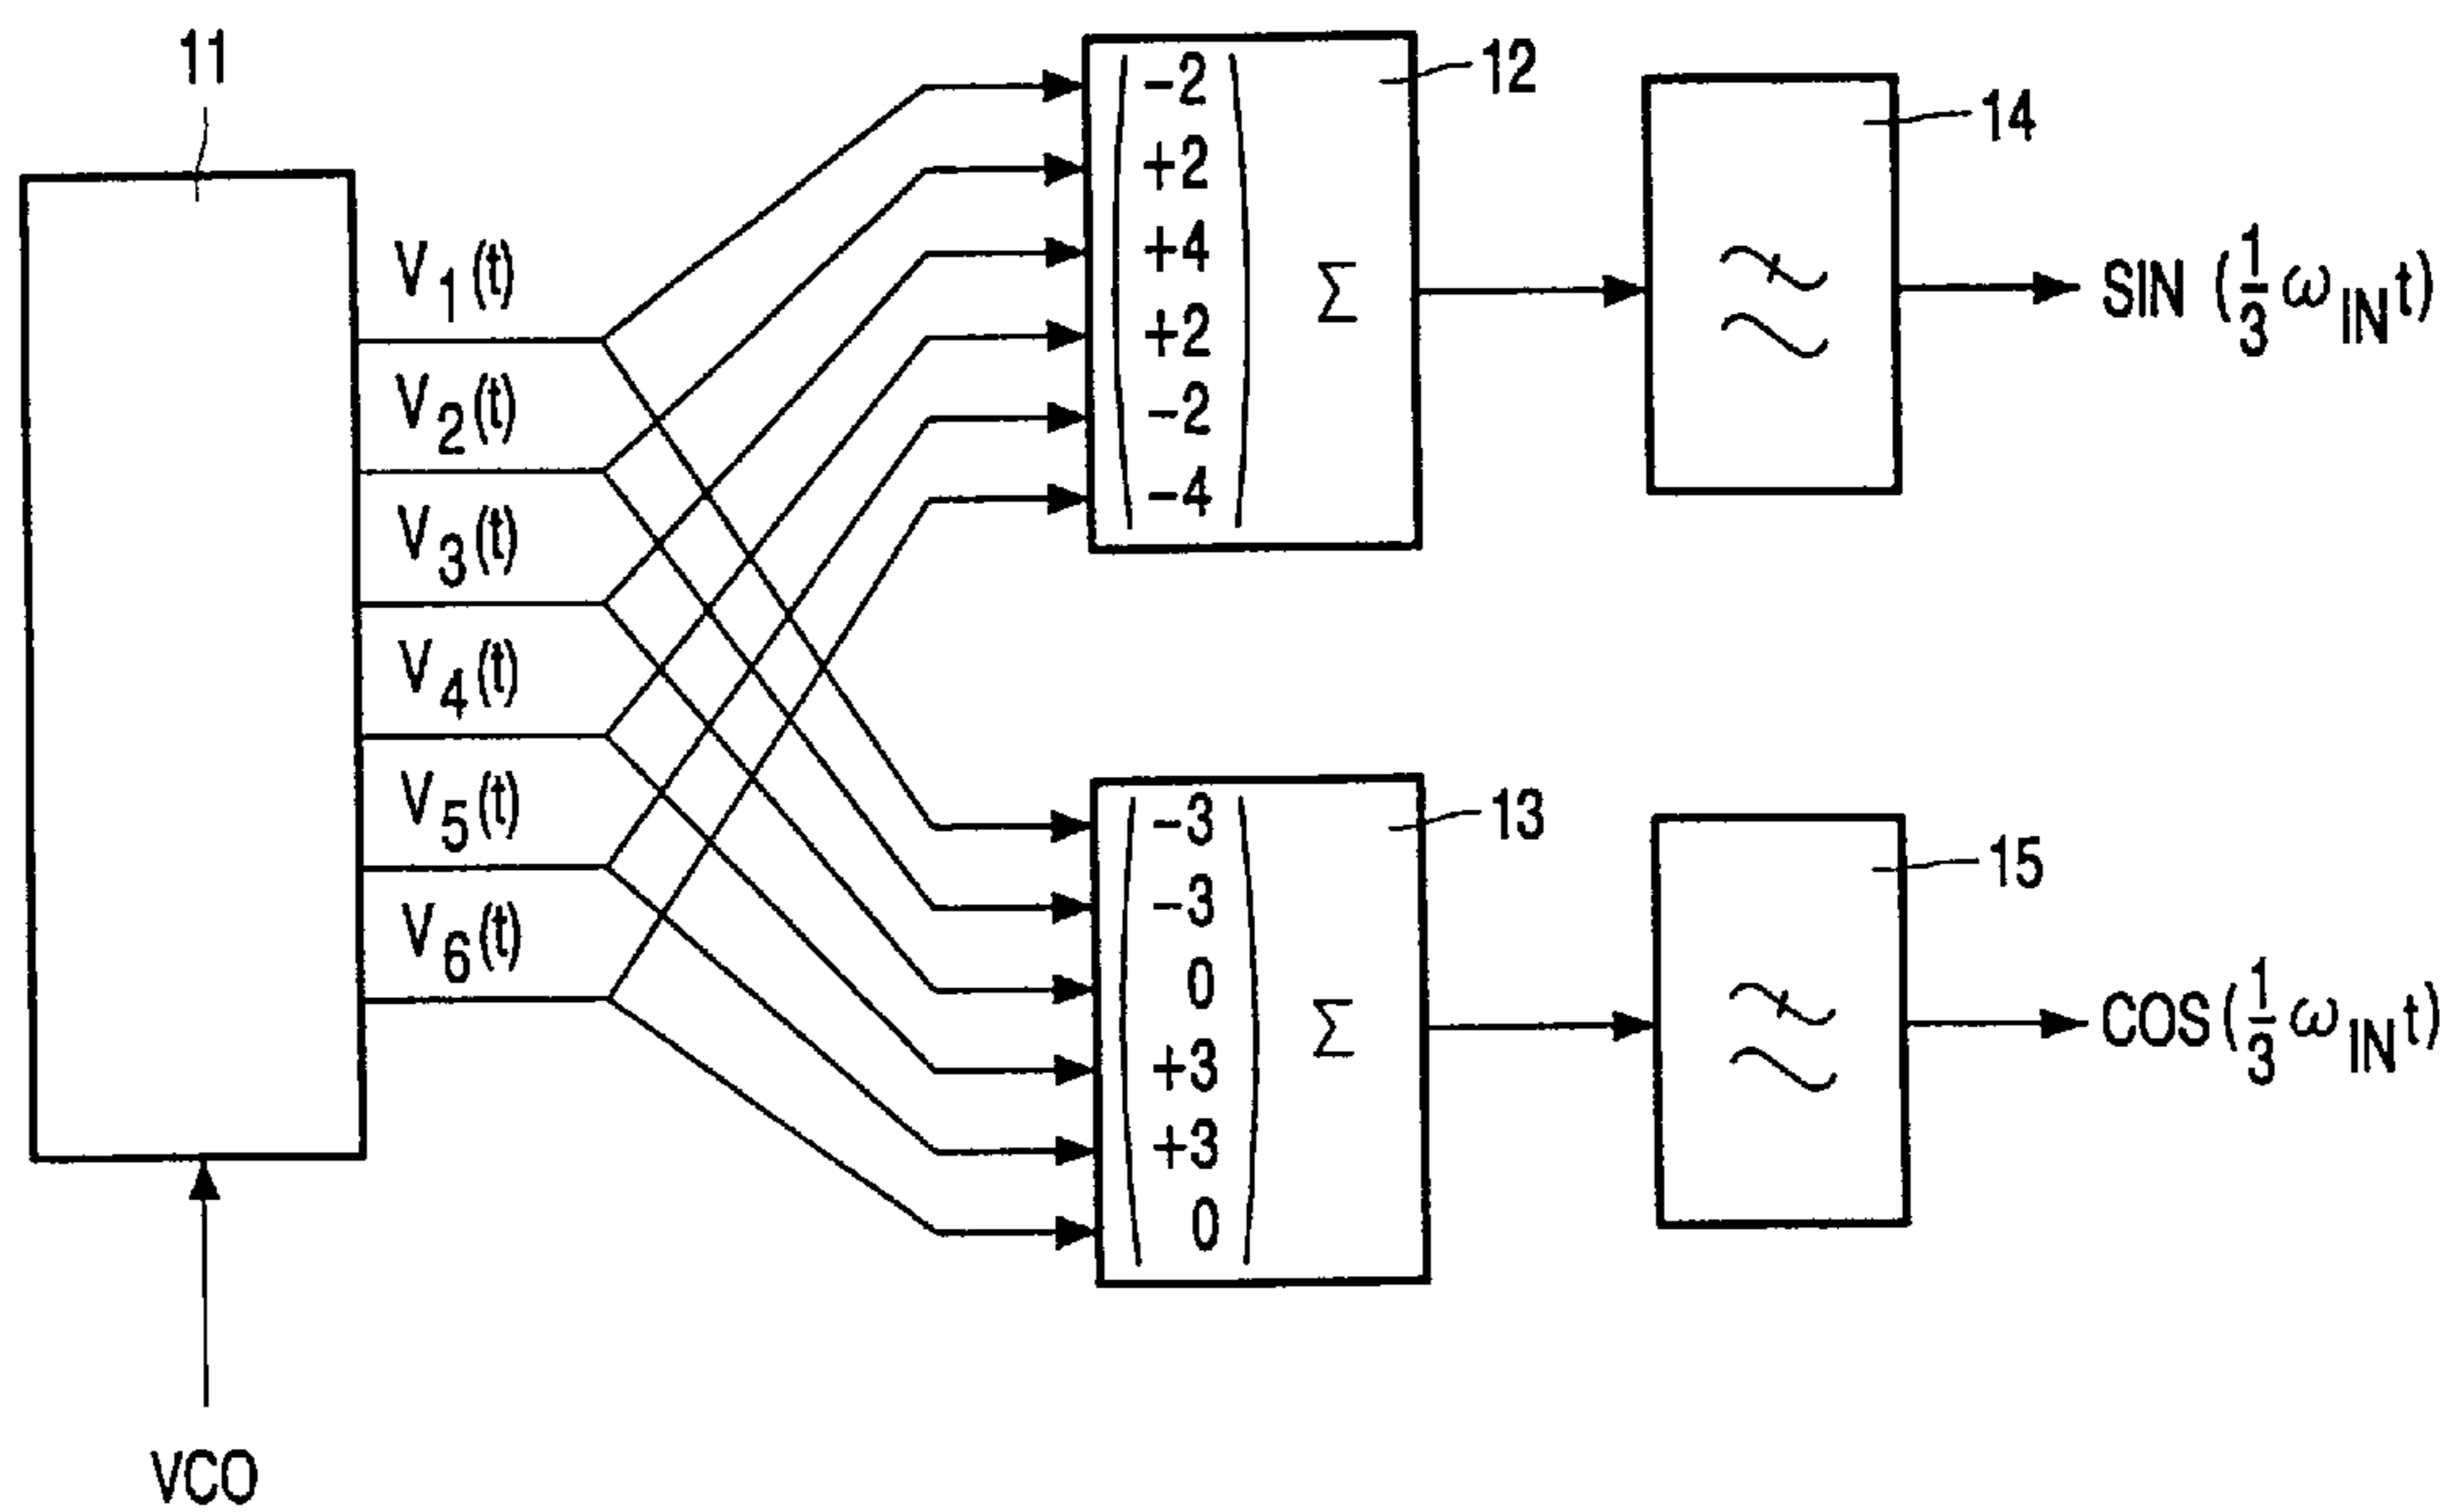 11
V1(t)
V2(t)
V3(t)
V4(t)
V5(t)
V6(t)
VCO
-2
+2
+4
+2
-2
-4
Σ
12
14
SIN (1/3 ωINt)
-3
-3
0
+3
+3
0
Σ
13
15
COS(1/3 ωINt)